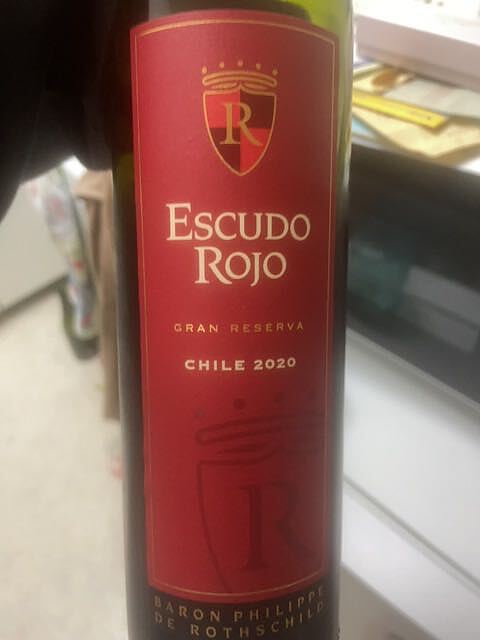 R
ESCUDO
ROJO
GRAN RESERVA
CHILE 2020
R
BARON PHILIPPE
DE ROTHSCHILD